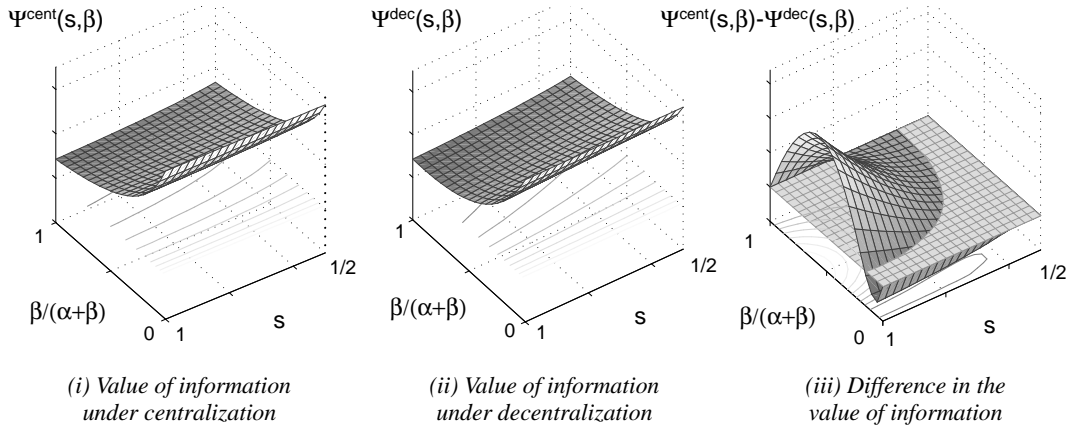 Ψcent(s,β)
Ψdec(s,β)
Ψcent(s,β)-Ψdec(s,β)
1
β/(α+β)
0
1
s
1/2
1
β/(α+β)
0
1
s
1/2
1
β/(α+β)
0
1
s
1/2
(i) Value of information
under centralization
(ii) Value of information
under decentralization
(iii) Difference in the
value of information